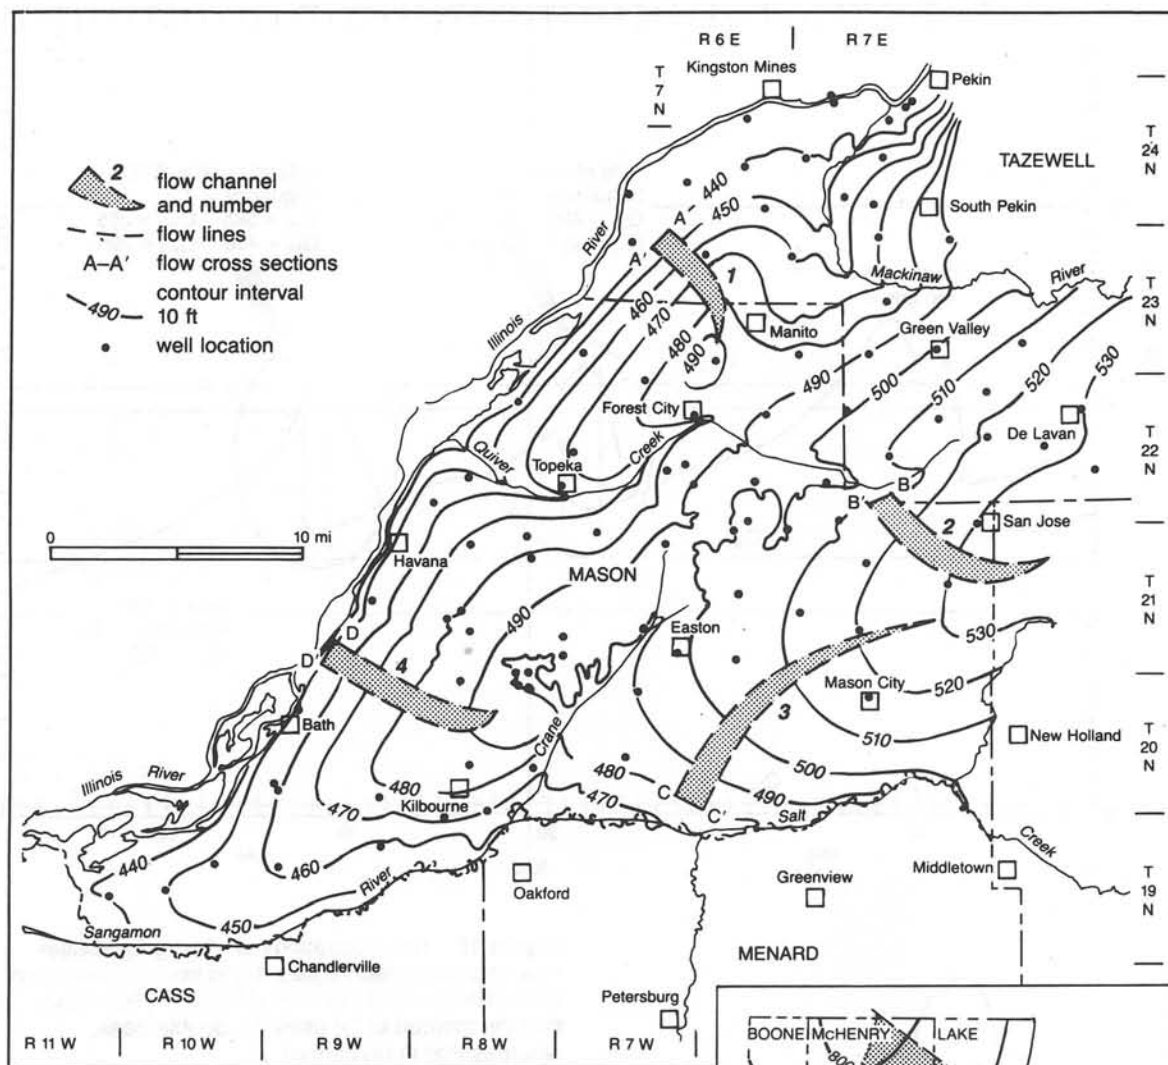 R 6 E
R 7 E
T
7
N
Kingston Mines
Pekin
T
24
N
TAZEWELL
2
flow channel
and number
flow lines
A–A′
flow cross sections
contour interval
490
10 ft
well location
440
450
A
A′
South Pekin
River
Illinois
1
Mackinaw
River
T
23
N
460
470
480
490
Manito
Green Valley
490
500
510
520
530
Forest City
De Lavan
Quiver
Creek
Topeka
T
22
N
B
B′
0
10 mi
San Jose
2
Havana
MASON
T
21
N
490
Easton
530
D
D′
4
Mason City
520
3
Bath
Crane
510
New Holland
T
20
N
Illinois
River
480
Kilbourne
470
480
470
500
490
C
C′
Salt
Creek
440
460
Oakford
Greenview
Middletown
T
19
N
450
River
Sangamon
Chandlerville
MENARD
CASS
Petersburg
BOONE
McHENRY
LAKE
800
R 11 W
R 10 W
R 9 W
R 8 W
R 7 W